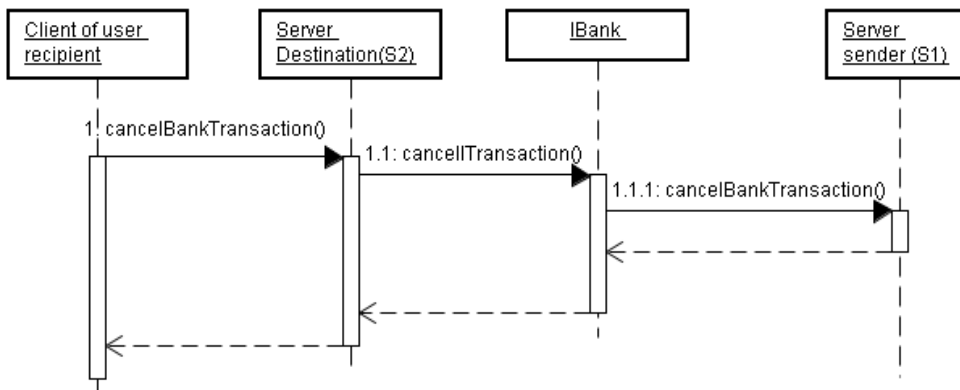 Client of user
recipient
Server
Destination(S2)
IBank
Server
sender (S1)
1: cancelBankTransaction()
1.1: cancelITransaction()
1.1.1: cancelBankTransaction()